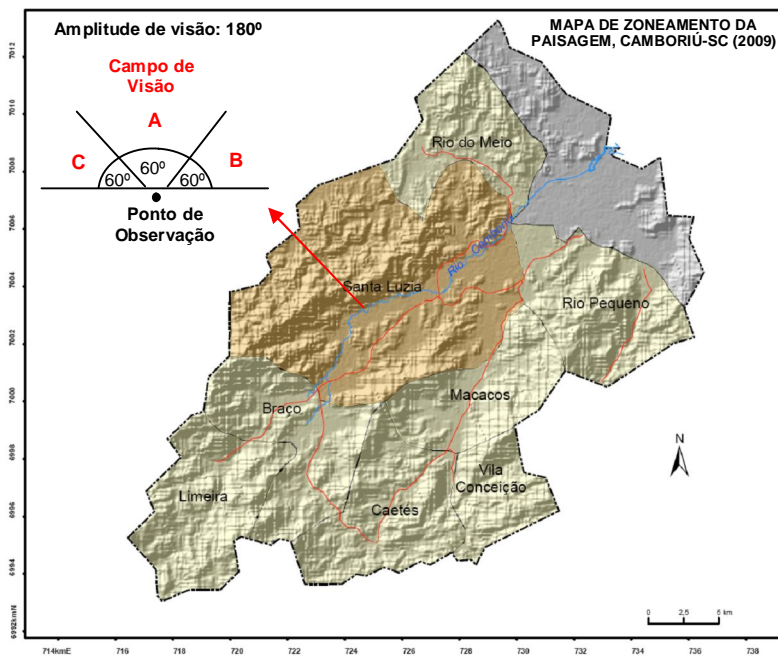 Amplitude de visão: 180º
MAPA DE ZONEAMENTO DA
PAISAGEM, CAMBORIÚ-SC (2009)
Campo de
Visão
A
C
B
60º
60º
60º
Ponto de
Observação
Rio do Meio
Rio Camboriú
Santa Luzia
Rio Pequeno
Macacos
Braço
Vila
Conceição
Limeira
Caetés
N
0 2,5 5 km
7012
7010
7008
7006
7004
7002
7000
6998
6996
6994
6992kmN
714kmE 716 718 720 722 724 726 728 730 732 734 736 738